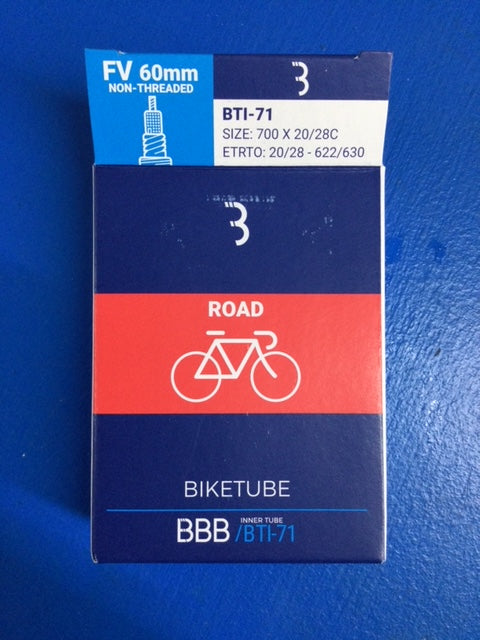 FV 60mm
NON-THREADED
BTI-71
SIZE: 700 X 20/28C
ETRTO: 20/28 - 622/630
ROAD
BIKETUBE
BBB INNER TUBE /BTI-71